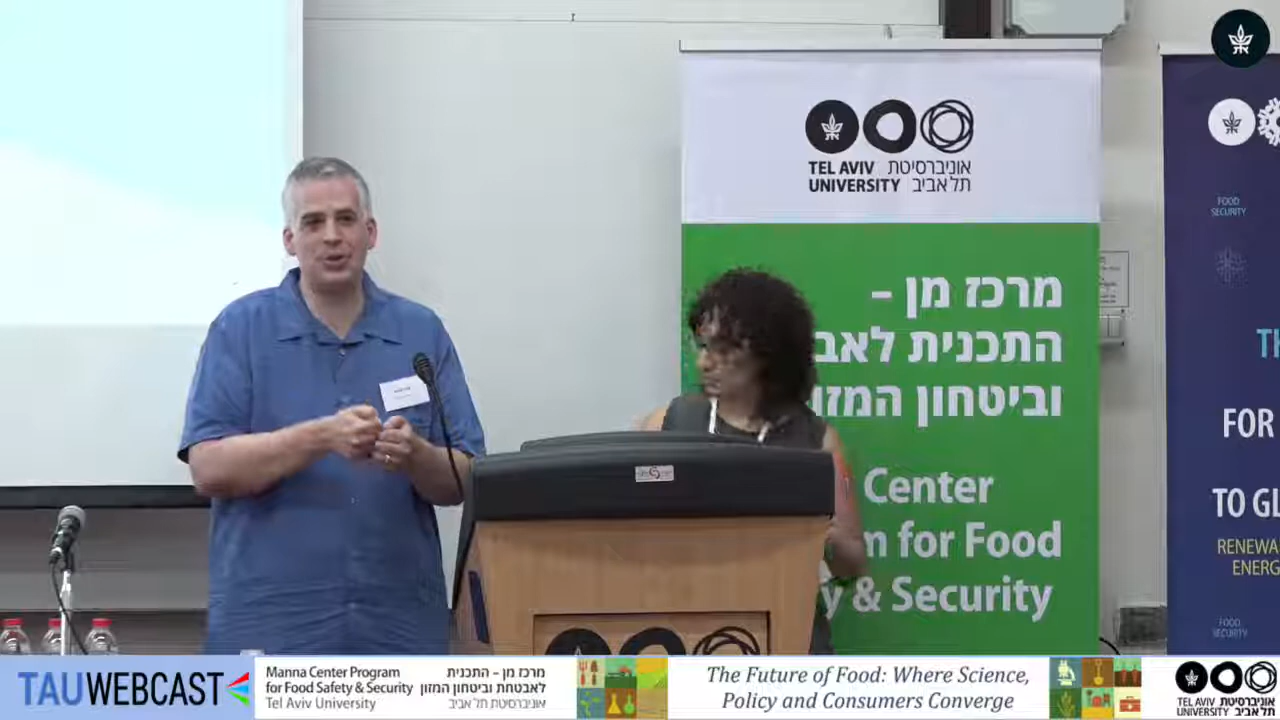 TEL AVIV
UNIVERSITY
אוניברסיטת
תל אביב
מרכז מן –
התכנית לאב
וביטחון המזו
Center
m for Food
y & Security
FOOD
SECURITY
FOR
TO GL
RENEWA
ENERG
FOOD
SECURITY
TAUWEBCAST
Manna Center Program
for Food Safety & Security
Tel Aviv University
מרכז מן – התכנית
לאבטחת וביטחון המזון
אוניברסיטת תל אביב
The Future of Food: Where Science,
Policy and Consumers Converge
TEL AVIV
UNIVERSITY
אוניברסיטת
תל אביב